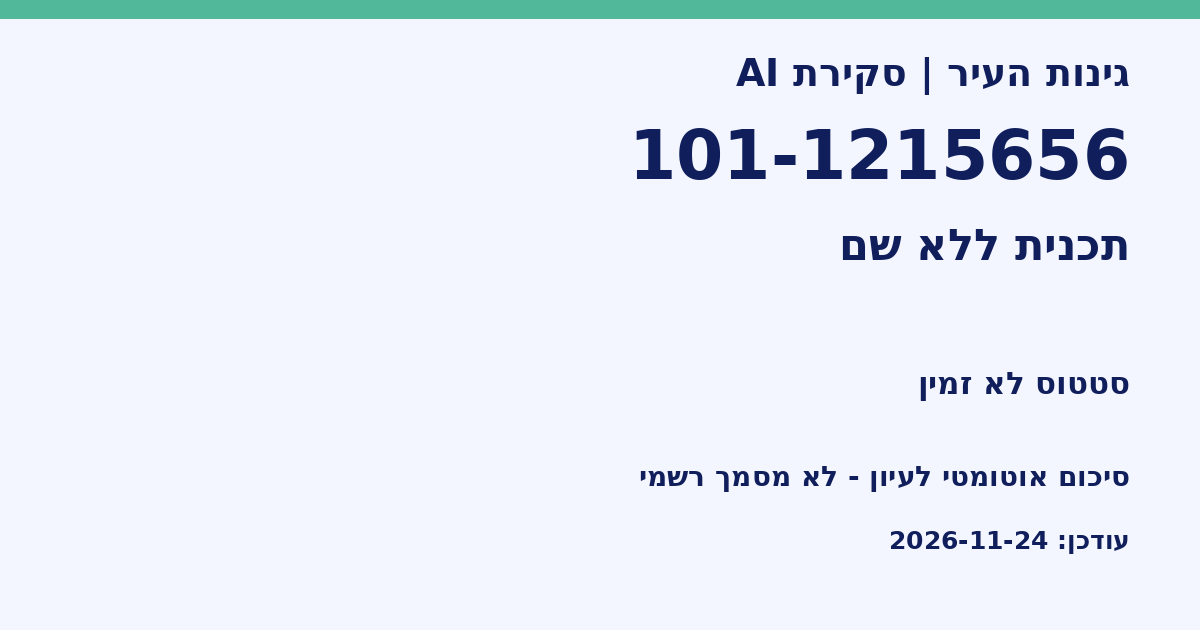 גינות העיר | סקירת AI
101-1215656
תכנית ללא שם
סטטוס לא זמין
סיכום אוטומטי לעיון - לא מסמך רשמי
עודכן: 2026-11-24